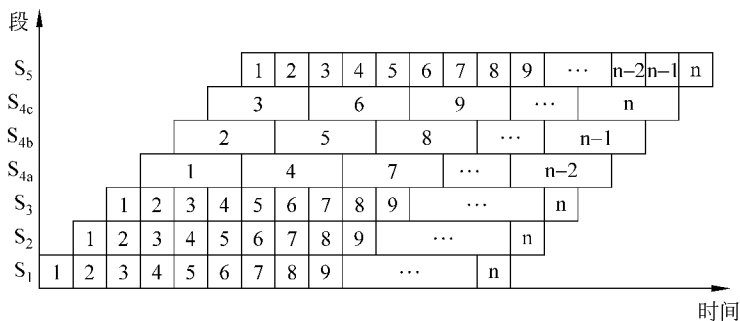 段
S5 1 2 3 4 5 6 7 8 9 … n−2 n−1 n
S4c 3 6 9 … n
S4b 2 5 8 … n−1
S4a 1 4 7 … n−2
S3 1 2 3 4 5 6 7 8 9 … n
S2 1 2 3 4 5 6 7 8 9 … n
S1 1 2 3 4 5 6 7 8 9 … n
时间